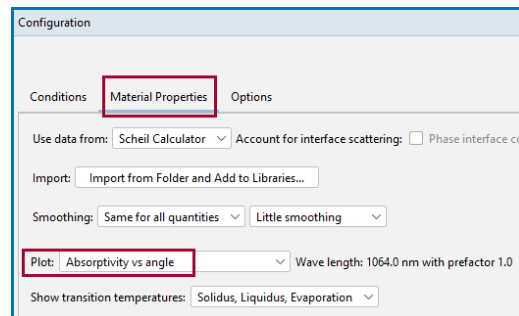 Configuration
Conditions Material Properties Options
Use data from: Scheil Calculator Account for interface scattering: Phase interface
Import: Import from Folder and Add to Libraries...
Smoothing: Same for all quantities Little smoothing
Plot: Absorptivity vs angle Wave length: 1064.0 nm with prefactor 1.0
Show transition temperatures: Solidus, Liquidus, Evaporation